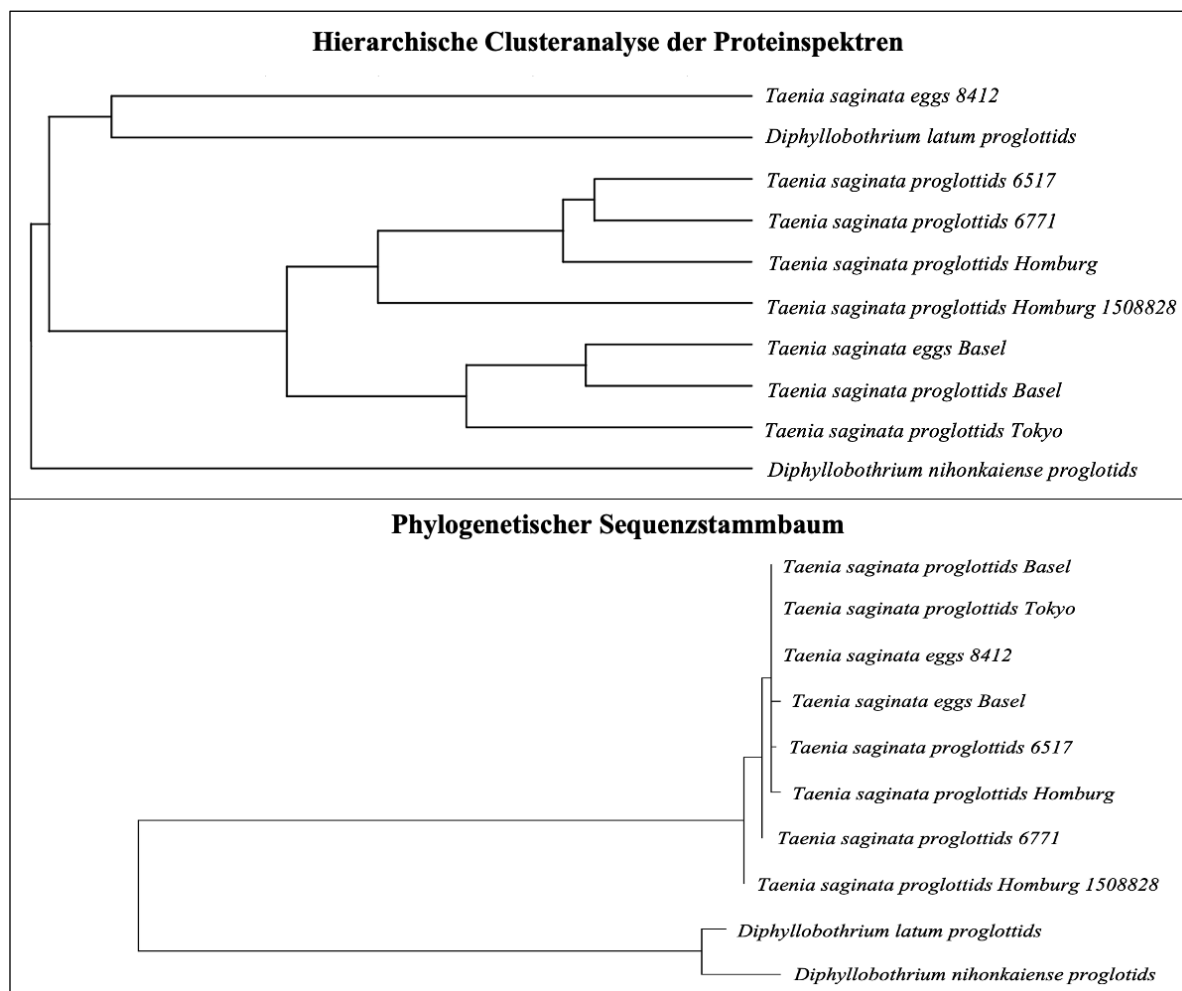 Hierarchische Clusteranalyse der Proteinspektren
Taenia saginata eggs 8412
Diphyllobothrium latum proglottids
Taenia saginata proglottids 6517
Taenia saginata proglottids 6771
Taenia saginata proglottids Homburg
Taenia saginata proglottids Homburg 1508828
Taenia saginata eggs Basel
Taenia saginata proglottids Basel
Taenia saginata proglottids Tokyo
Diphyllobothrium nihonkaiense proglotids
Phylogenetischer Sequenzstammbaum
Taenia saginata proglottids Basel
Taenia saginata proglottids Tokyo
Taenia saginata eggs 8412
Taenia saginata eggs Basel
Taenia saginata proglottids 6517
Taenia saginata proglottids Homburg
Taenia saginata proglottids 6771
Taenia saginata proglottids Homburg 1508828
Diphyllobothrium latum proglottids
Diphyllobothrium nihonkaiense proglotids